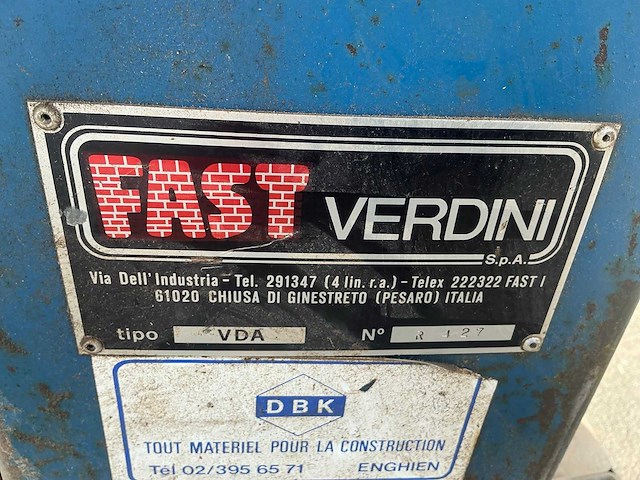 FAST VERDINI
S.p.A.
Via Dell' Industria - Tel. 291347 (4 lin. r.a.) - Telex 222322 FAST I
61020 CHIUSA DI GINESTRETO (PESARO) ITALIA
tipo VDA N° R
DBK
TOUT MATERIEL POUR LA CONSTRUCTION
Tél 02/395 65 71 ENGHIEN